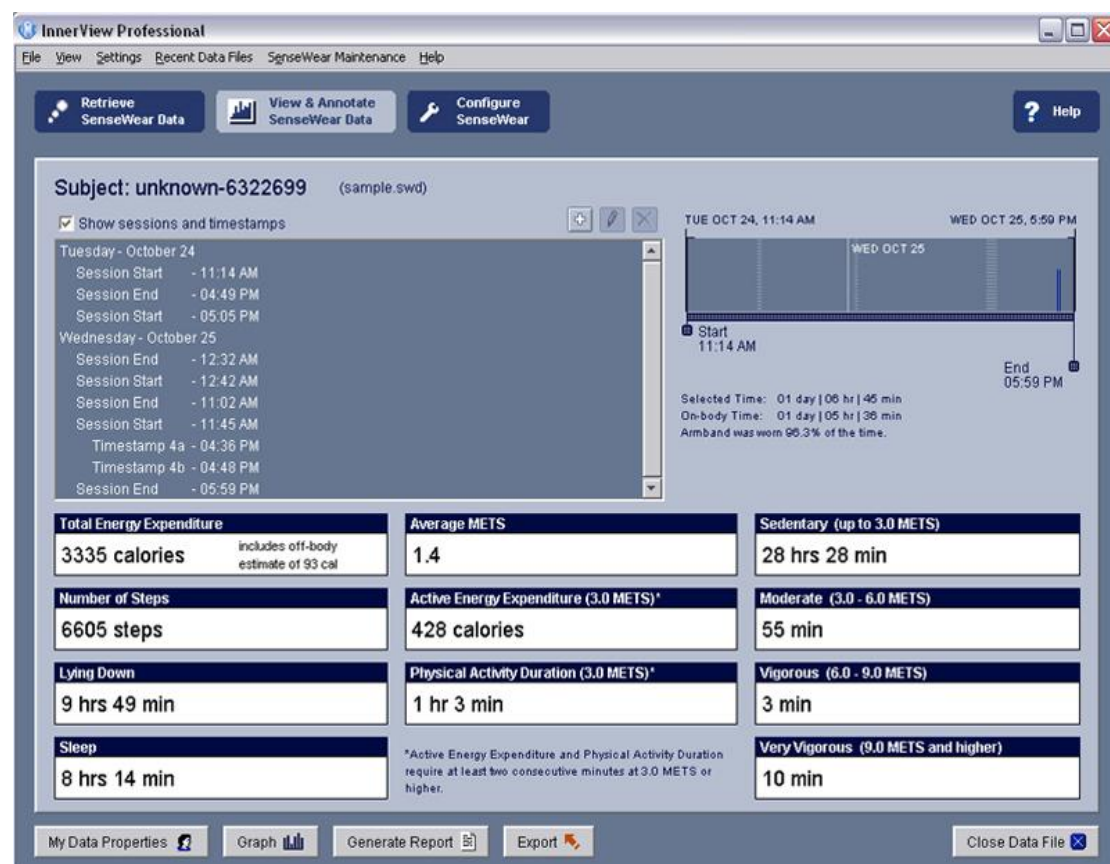 InnerView Professional
File View Settings Recent Data Files SenseWear Maintenance Help
Retrieve
SenseWear Data
View & Annotate
SenseWear Data
Configure
SenseWear
? Help
Subject: unknown-6322699 (sample.swd)
Show sessions and timestamps
Tuesday - October 24
Session Start - 11:14 AM
Session End - 04:49 PM
Session Start - 05:05 PM
Wednesday - October 25
Session End - 12:32 AM
Session Start - 12:42 AM
Session End - 11:02 AM
Session Start - 11:45 AM
Timestamp 4a - 04:36 PM
Timestamp 4b - 04:48 PM
Session End - 05:59 PM
TUE OCT 24, 11:14 AM WED OCT 25, 5:59 PM
WED OCT 25
Start
11:14 AM
End
05:59 PM
Selected Time: 01 day | 06 hr | 45 min
On-body Time: 01 day | 05 hr | 36 min
Armband was worn 96.3% of the time.
Total Energy Expenditure
3335 calories
includes off-body
estimate of 93 cal
Average METS
1.4
Sedentary (up to 3.0 METS)
28 hrs 28 min
Number of Steps
6605 steps
Active Energy Expenditure (3.0 METS)*
428 calories
Moderate (3.0 - 6.0 METS)
55 min
Lying Down
9 hrs 49 min
Physical Activity Duration (3.0 METS)*
1 hr 3 min
Vigorous (6.0 - 9.0 METS)
3 min
Sleep
8 hrs 14 min
*Active Energy Expenditure and Physical Activity Duration
require at least two consecutive minutes at 3.0 METS or
higher.
Very Vigorous (9.0 METS and higher)
10 min
My Data Properties
Graph
Generate Report
Export
Close Data File